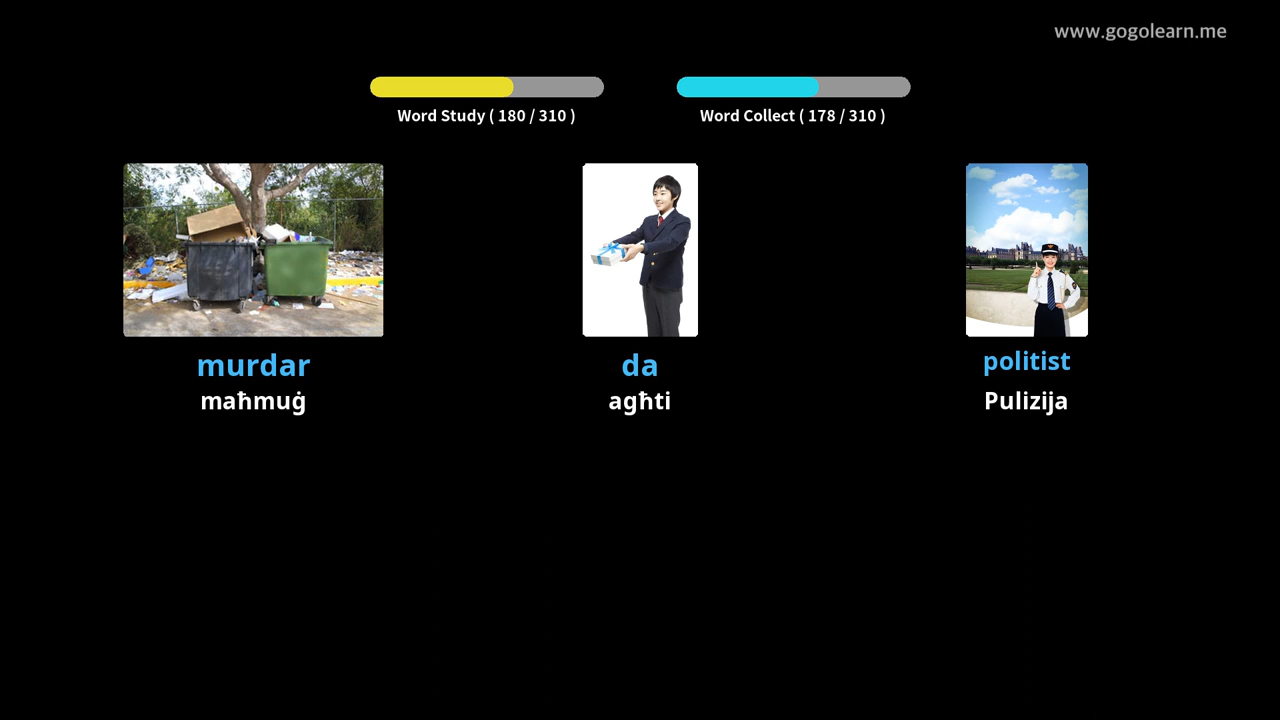 www.gogolearn.me
Word Study ( 180 / 310 )
Word Collect ( 178 / 310 )
murdar
da
politist
maħmuġ
agħti
Pulizija